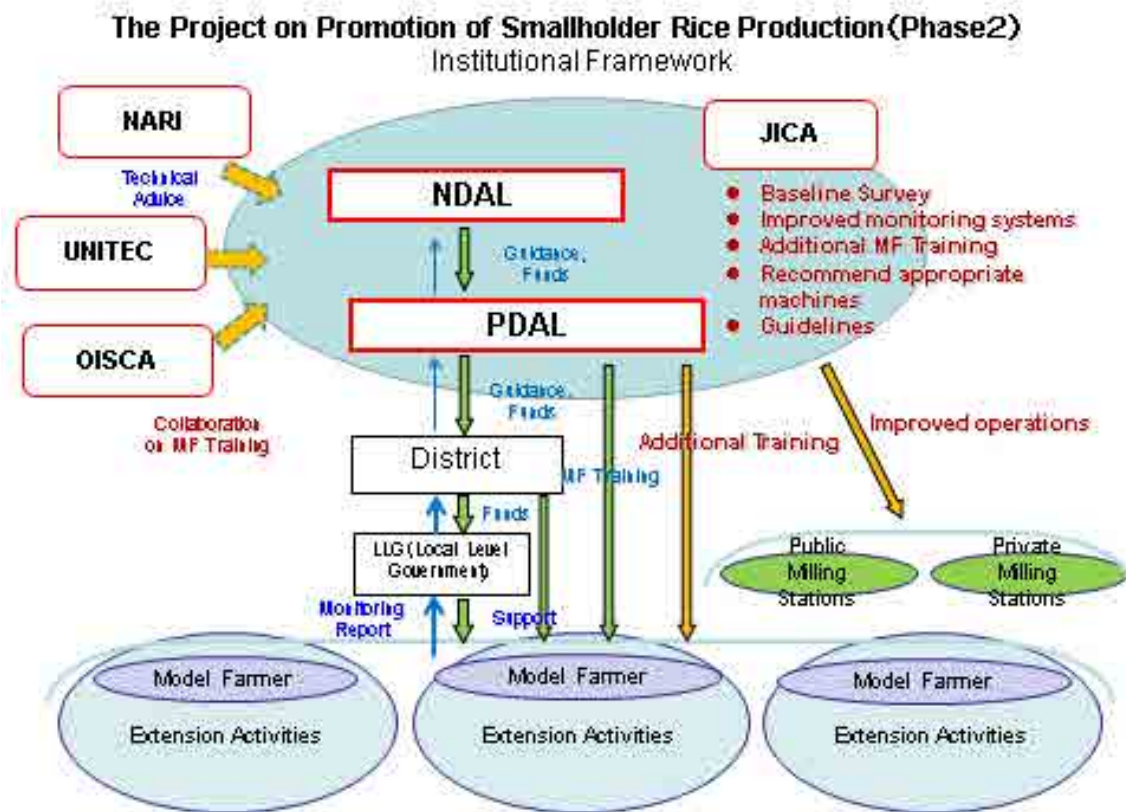 The Project on Promotion of Smallholder Rice Production(Phase2)
Institutional Framework
NARI
JICA
Technical
Advice
NDAL
Baseline Survey
Improved monitoring systems
Additional MF Training
Recommend appropriate
machines
Guidelines
UNITEC
Guidance,
Funds
PDAL
OISCA
Guidance,
Funds
Collaboration
on MF Training
Additional Training
Improved operations
District
MF Training
Funds
LLG(Local Level
Government)
Public
Milling
Stations
Private
Milling
Stations
Monitoring
Report
Support
Model Farmer
Model Farmer
Model Farmer
Extension Activities
Extension Activities
Extension Activities